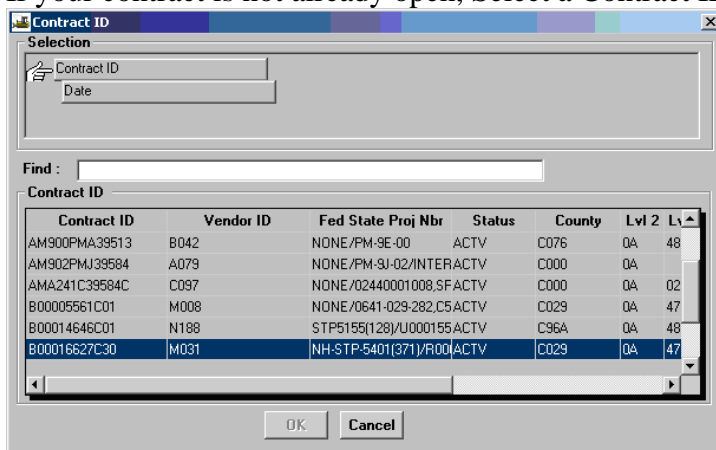 If your contract is not already open, Select a Contract
Contract ID
Selection
Contract ID
Date
Find :
Contract ID
Contract ID Vendor ID Fed State Proj Nbr Status County Lvl 2
AM900PMA39513 B042 NONE/PM-9E-00 ACTV C076 0A 48
AM902PMJ39584 A079 NONE/PM-9J-02/INTER ACTV C000 0A
AMA241C39584C C097 NONE/02440001008,SF ACTV C000 0A 02
B00005561C01 M008 NONE/0641-029-282,C5 ACTV C029 0A 47
B00014646C01 N188 STP5155(128)/U000155 ACTV C96A 0A 48
B00016627C30 M031 NH-STP-5401(371)/R00 ACTV C029 0A 47
OK Cancel